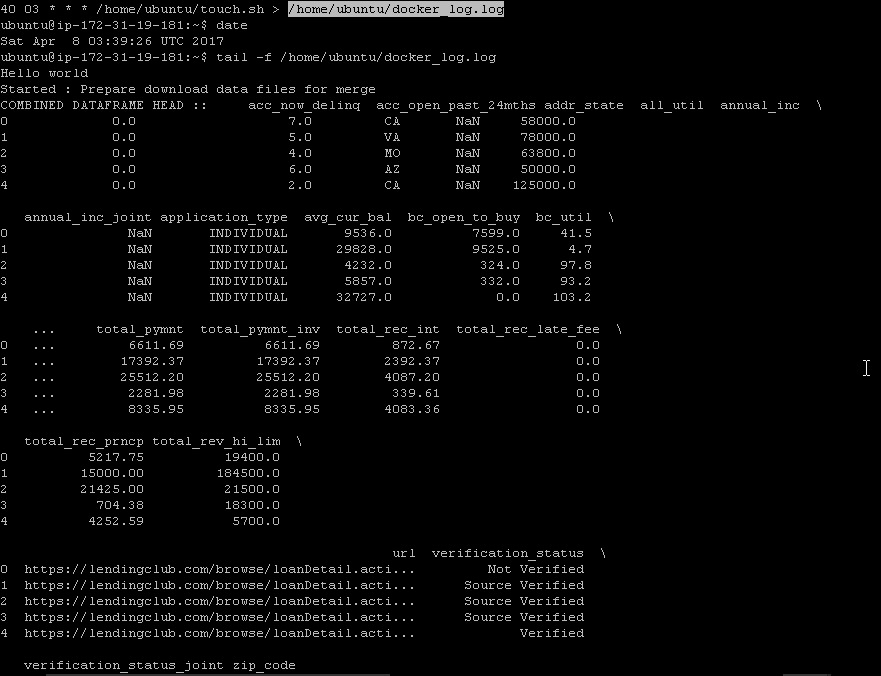 40 03 * * * /home/ubuntu/touch.sh > /home/ubuntu/docker_log.log
ubuntu@ip-172-31-19-181:~$ date
Sat Apr  8 03:39:26 UTC 2017
ubuntu@ip-172-31-19-181:~$ tail -f /home/ubuntu/docker_log.log
Hello world
Started : Prepare download data files for merge
COMBINED DATAFRAME HEAD ::     acc_now_delinq  acc_open_past_24mths addr_state  all_util  annual_inc  \
0             0.0                   7.0         CA       NaN     58000.0
1             0.0                   5.0         VA       NaN     78000.0
2             0.0                   4.0         MO       NaN     63800.0
3             0.0                   6.0         AZ       NaN     50000.0
4             0.0                   2.0         CA       NaN    125000.0
   annual_inc_joint application_type  avg_cur_bal  bc_open_to_buy  bc_util  \
0               NaN       INDIVIDUAL       9536.0          7599.0     41.5
1               NaN       INDIVIDUAL      29828.0          9525.0      4.7
2               NaN       INDIVIDUAL       4232.0           324.0     97.8
3               NaN       INDIVIDUAL       5857.0           332.0     93.2
4               NaN       INDIVIDUAL      32727.0             0.0    103.2
    ...     total_pymnt  total_pymnt_inv  total_rec_int  total_rec_late_fee  \
0   ...         6611.69          6611.69         872.67                 0.0
1   ...        17392.37         17392.37        2392.37                 0.0
2   ...        25512.20         25512.20        4087.20                 0.0
3   ...         2281.98          2281.98         339.61                 0.0
4   ...         8335.95          8335.95        4083.36                 0.0
   total_rec_prncp total_rev_hi_lim  \
0          5217.75          19400.0
1         15000.00         184500.0
2         21425.00          21500.0
3           704.38          18300.0
4          4252.59           5700.0
                                                 url  verification_status  \
0  https://lendingclub.com/browse/loanDetail.acti...         Not Verified
1  https://lendingclub.com/browse/loanDetail.acti...      Source Verified
2  https://lendingclub.com/browse/loanDetail.acti...      Source Verified
3  https://lendingclub.com/browse/loanDetail.acti...      Source Verified
4  https://lendingclub.com/browse/loanDetail.acti...             Verified
   verification_status_joint zip_code